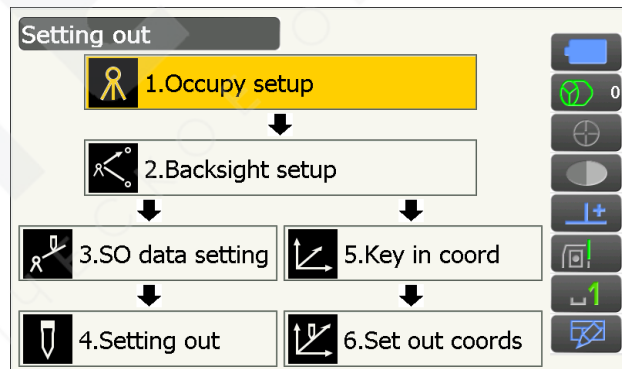 Setting out
1.Occupy setup
0
2.Backsight setup
3.SO data setting
5.Key in coord
1
4.Setting out
6.Set out coords